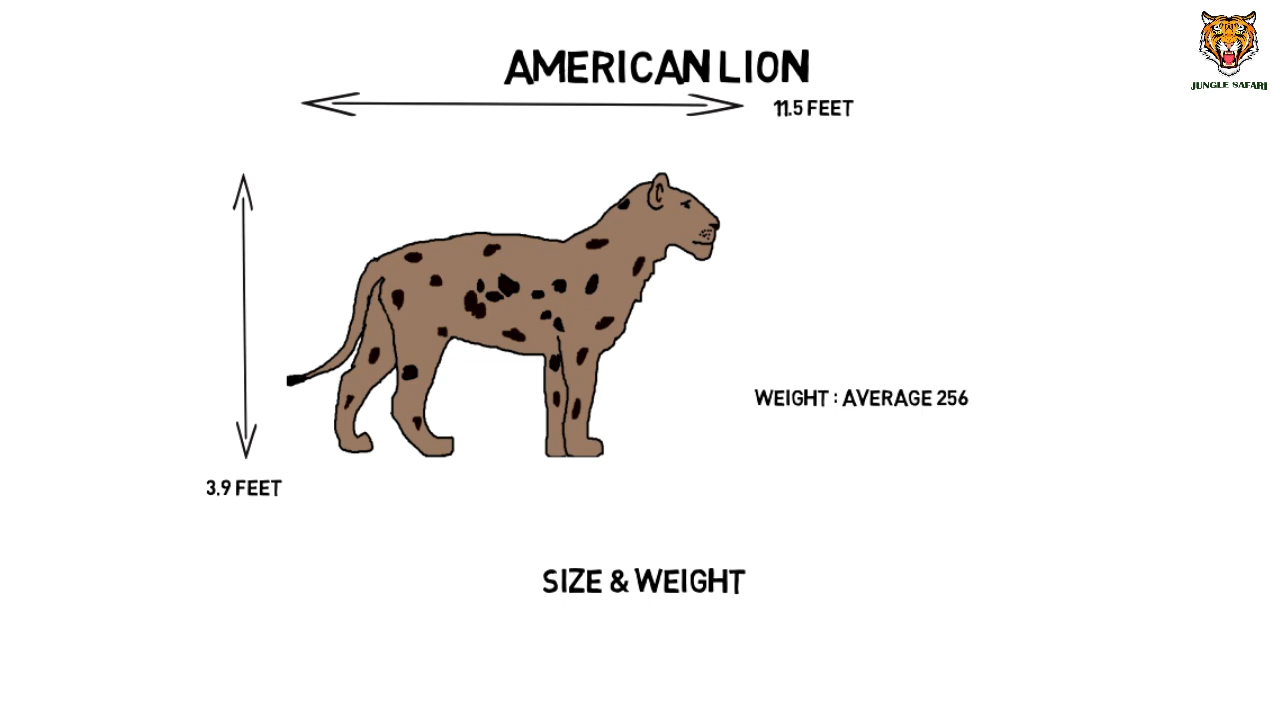 AMERICAN LION
11.5 FEET
JUNGLE SAFARI
WEIGHT : AVERAGE 256
3.9 FEET
SIZE & WEIGHT